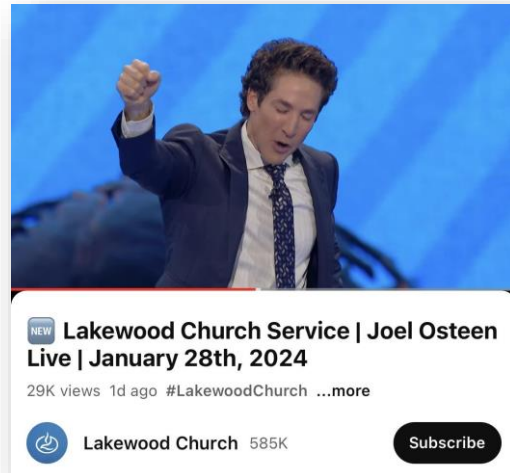 NEW Lakewood Church Service | Joel Osteen
Live | January 28th, 2024
29K views 1d ago #LakewoodChurch ...more
Lakewood Church 585K Subscribe